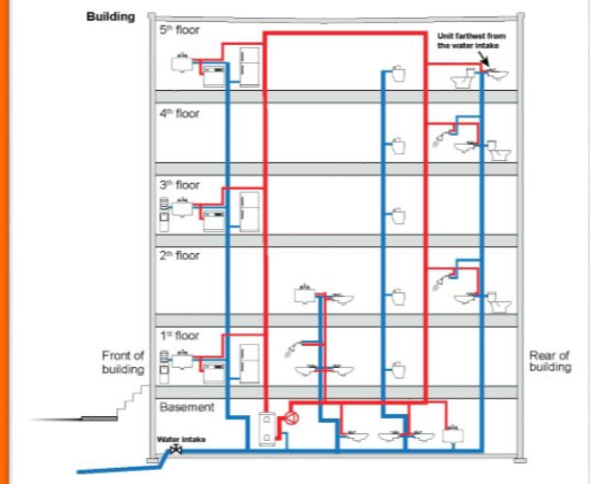 Building
5th floor
Unit farthest from
the water intake
4th floor
3th floor
2th floor
1st floor
Front of
building
Rear of
building
Basement
Water intake